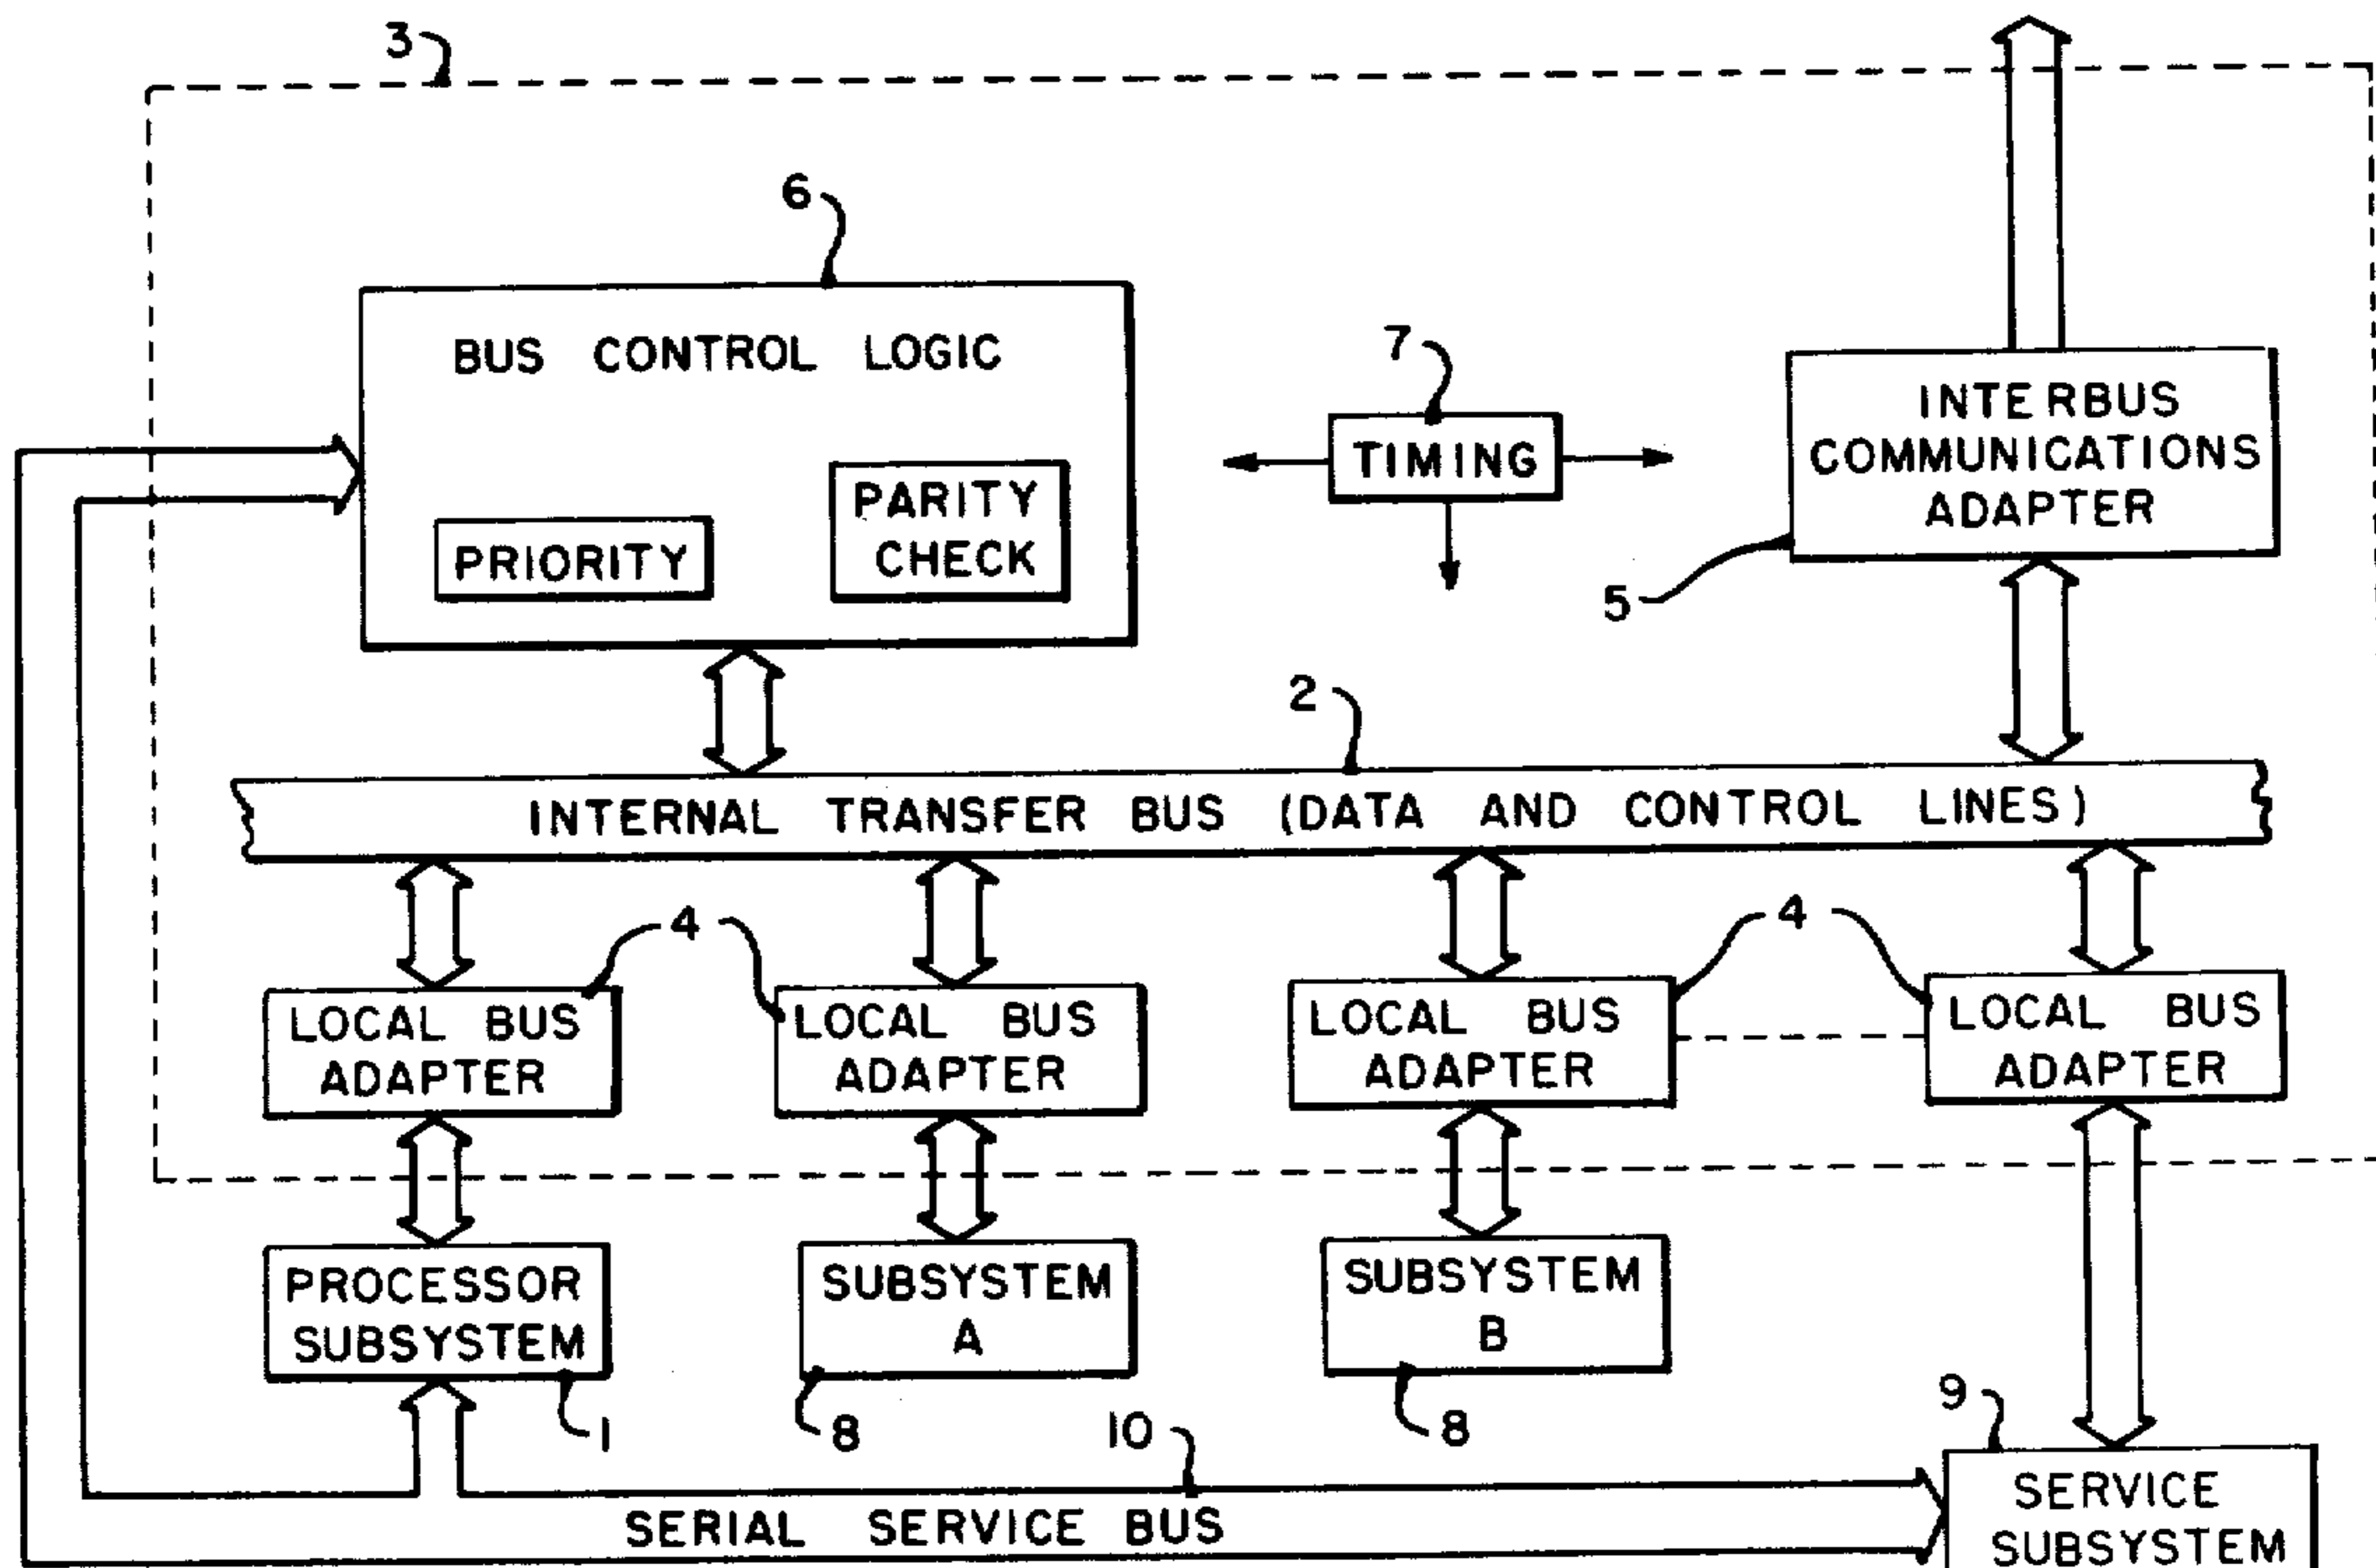 3
6
BUS CONTROL LOGIC
7
TIMING
INTERBUS
COMMUNICATIONS
ADAPTER
PARITY
CHECK
PRIORITY
5
2
INTERNAL TRANSFER BUS (DATA AND CONTROL LINES)
4
4
LOCAL BUS
ADAPTER
LOCAL BUS
ADAPTER
LOCAL BUS
ADAPTER
LOCAL BUS
ADAPTER
PROCESSOR
SUBSYSTEM
SUBSYSTEM
A
SUBSYSTEM
B
1
8
8
10
9
SERIAL SERVICE BUS
SERVICE
SUBSYSTEM